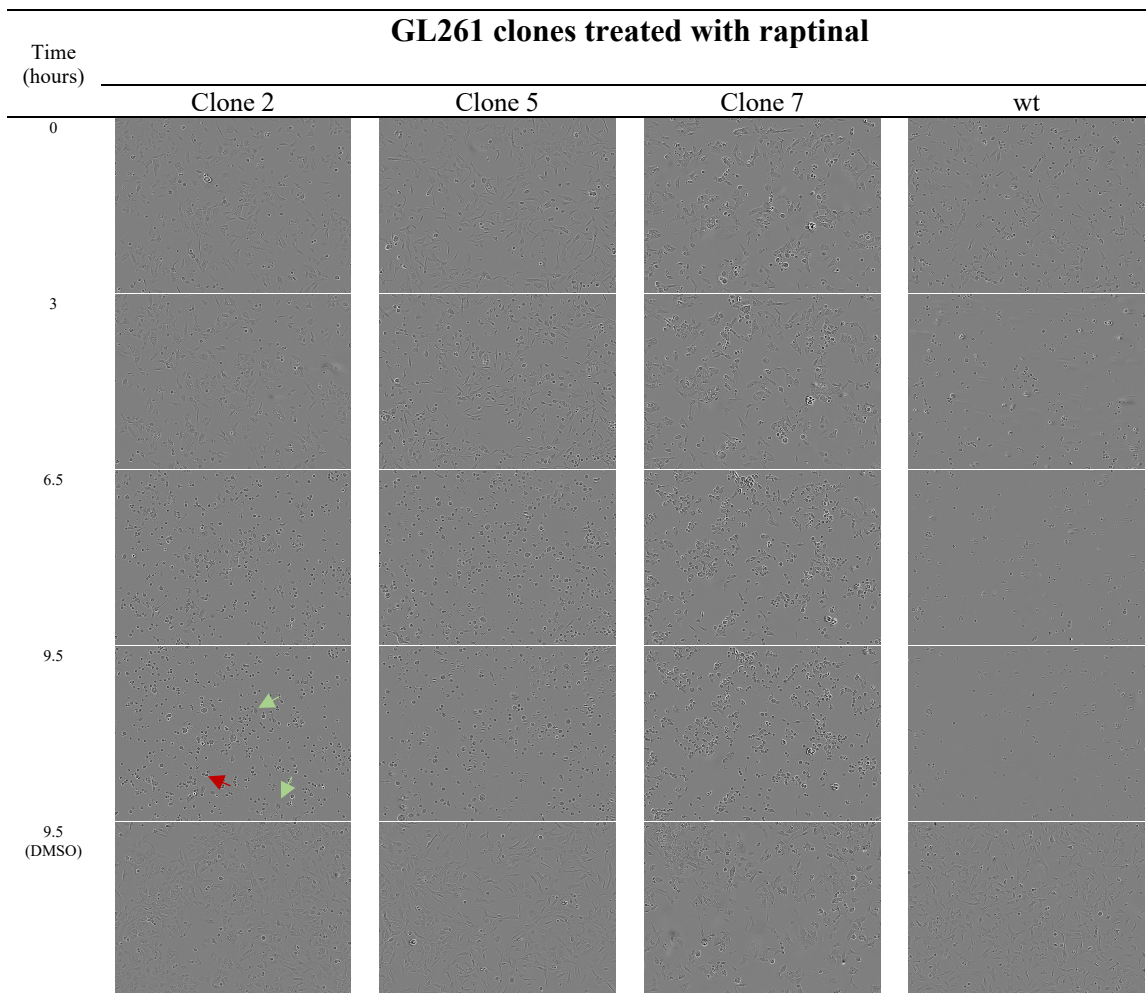 GL261 clones treated with raptinal
Time
(hours)
Clone 2 Clone 5 Clone 7 wt
0
3
6.5
9.5
9.5
(DMSO)